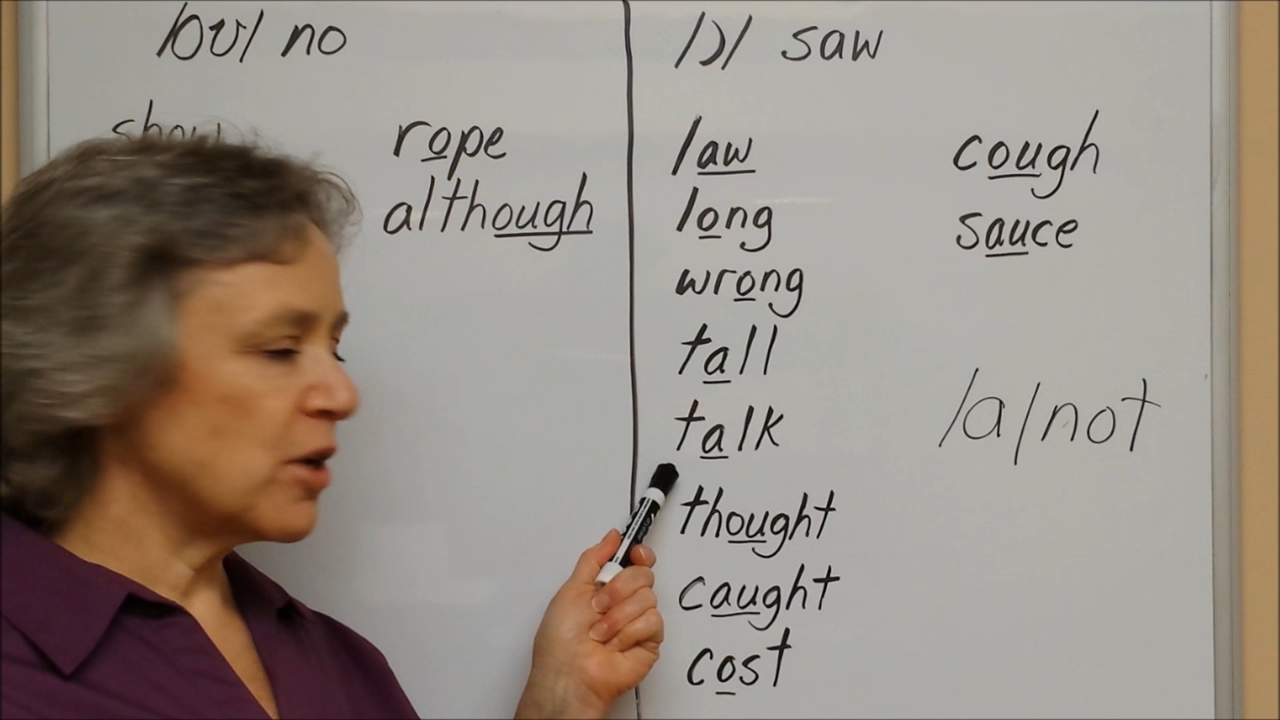 /oʊ/ no
show
rope
although
/ɔ/ saw
law
long
wrong
tall
talk
thought
caught
cost
cough
sauce
/a/ not